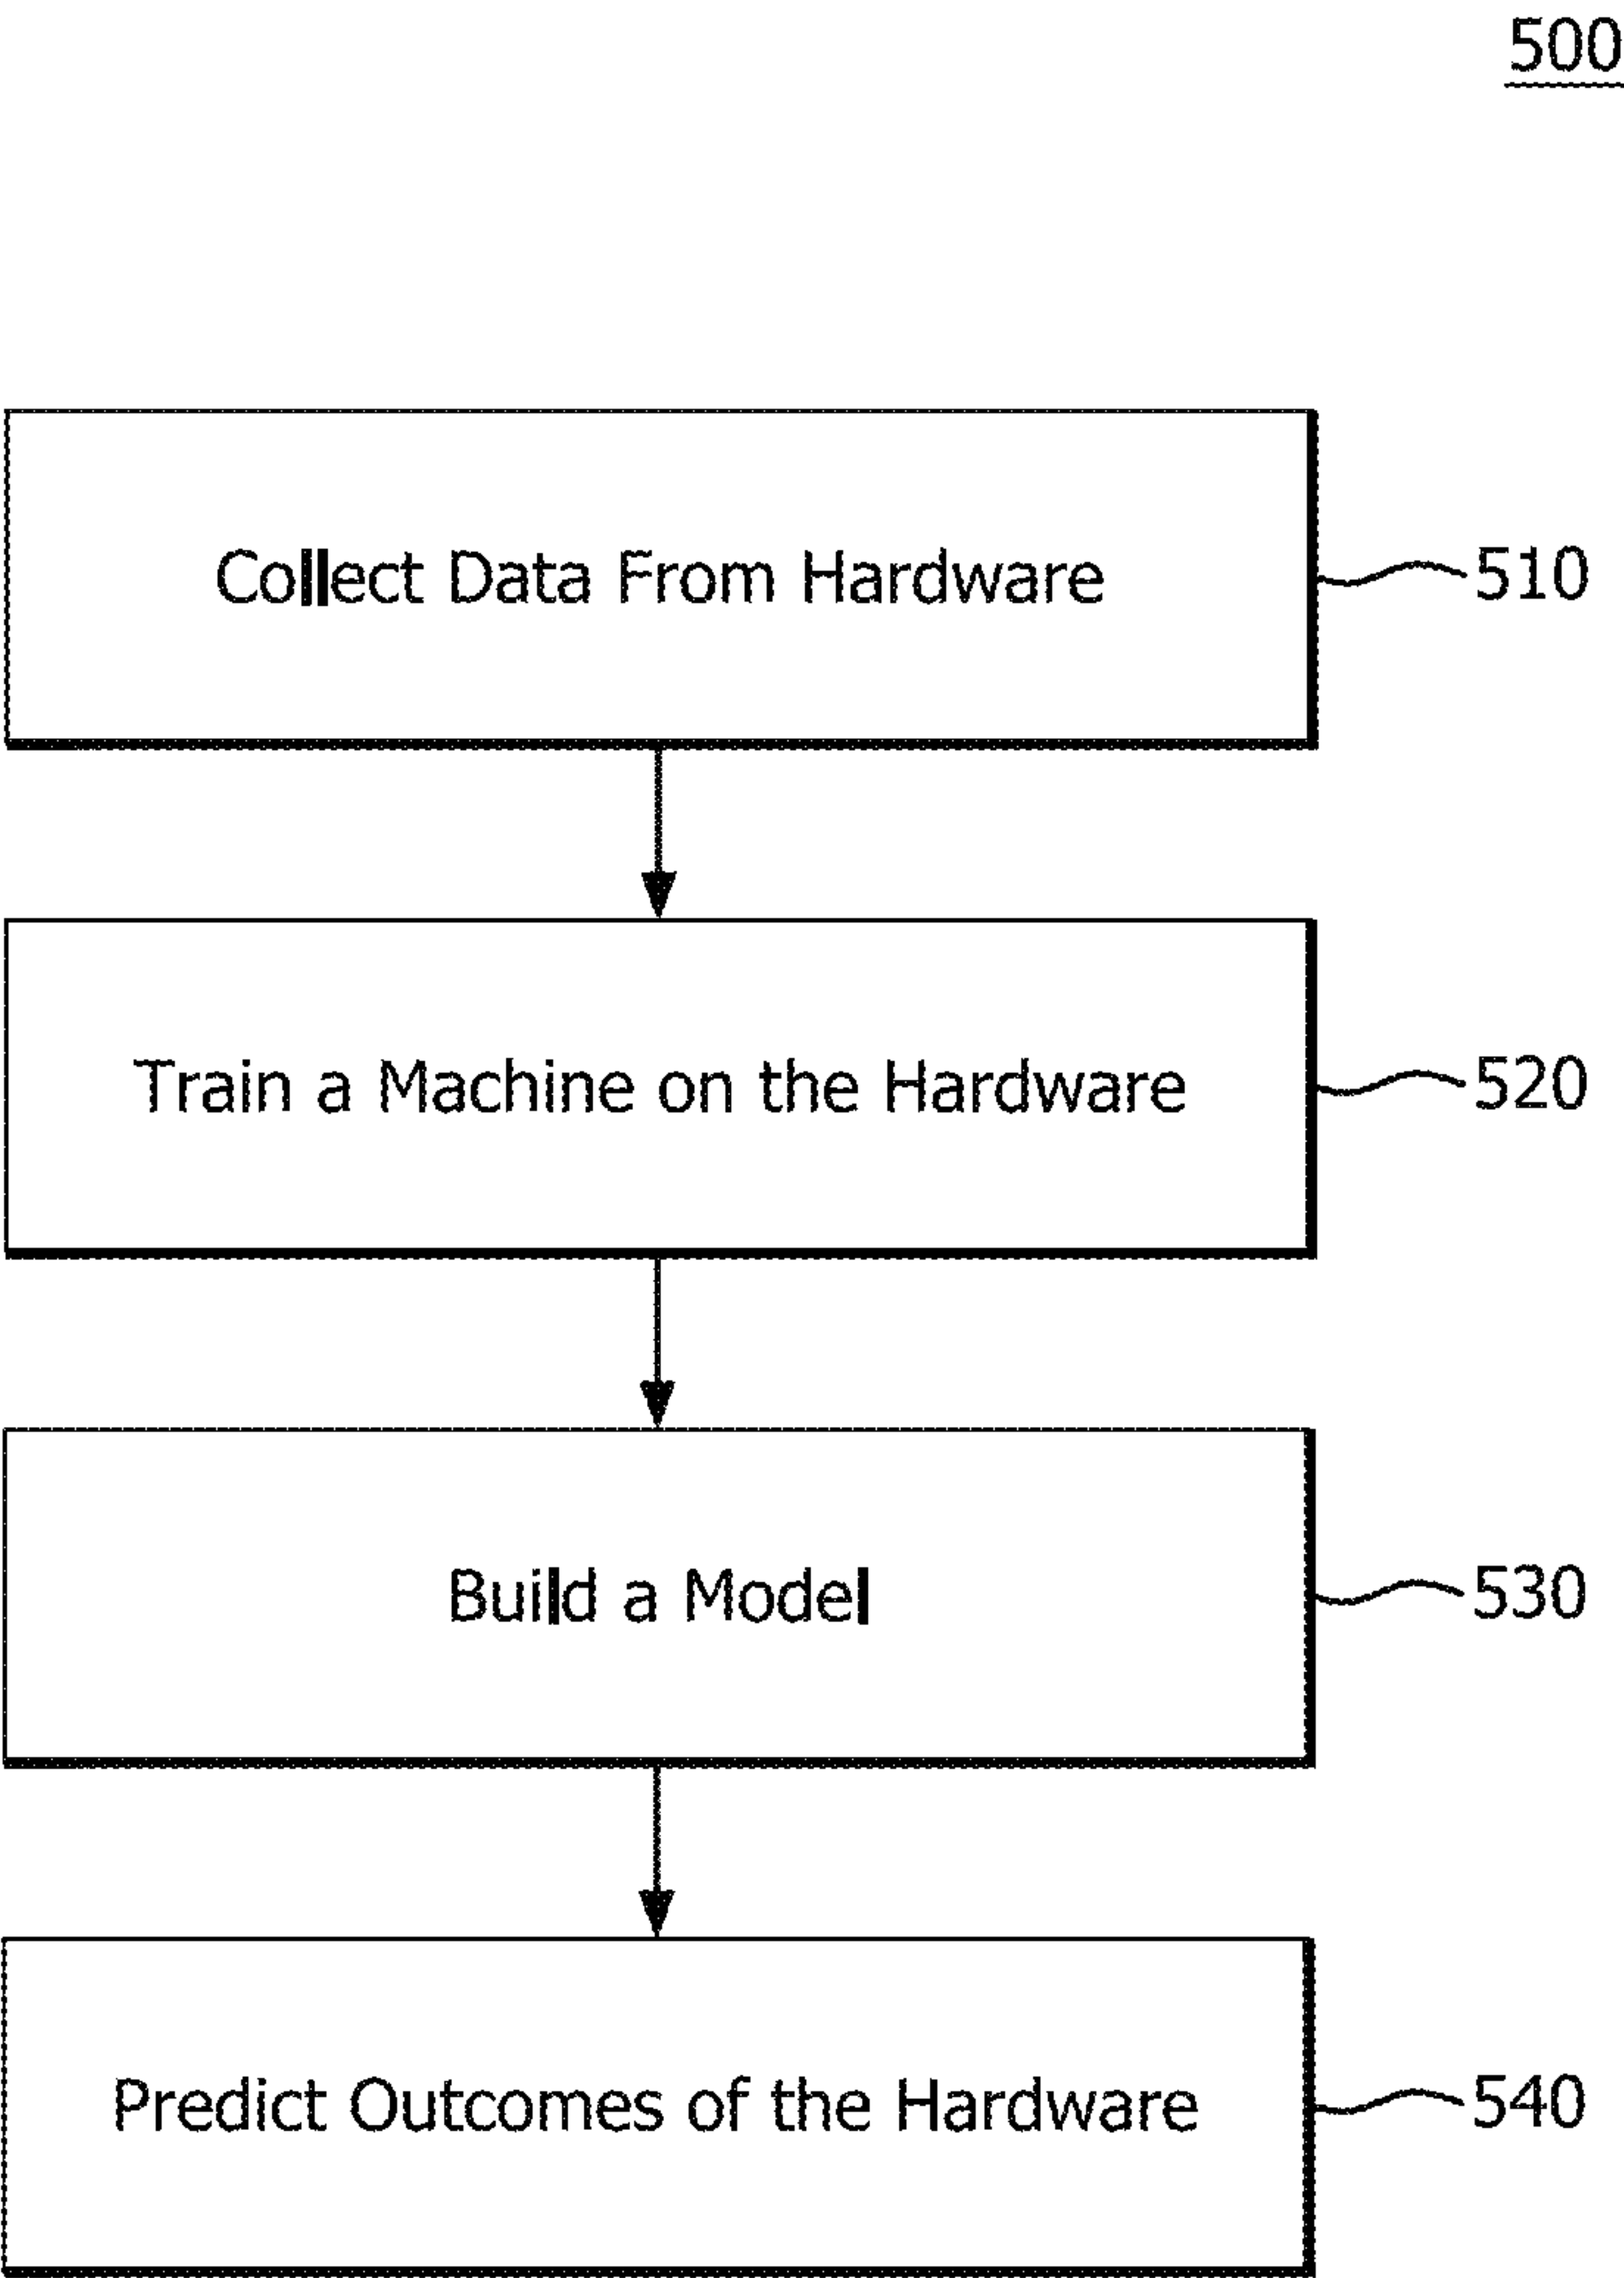 500
Collect Data From Hardware
510
Train a Machine on the Hardware
520
Build a Model
530
Predict Outcomes of the Hardware
540